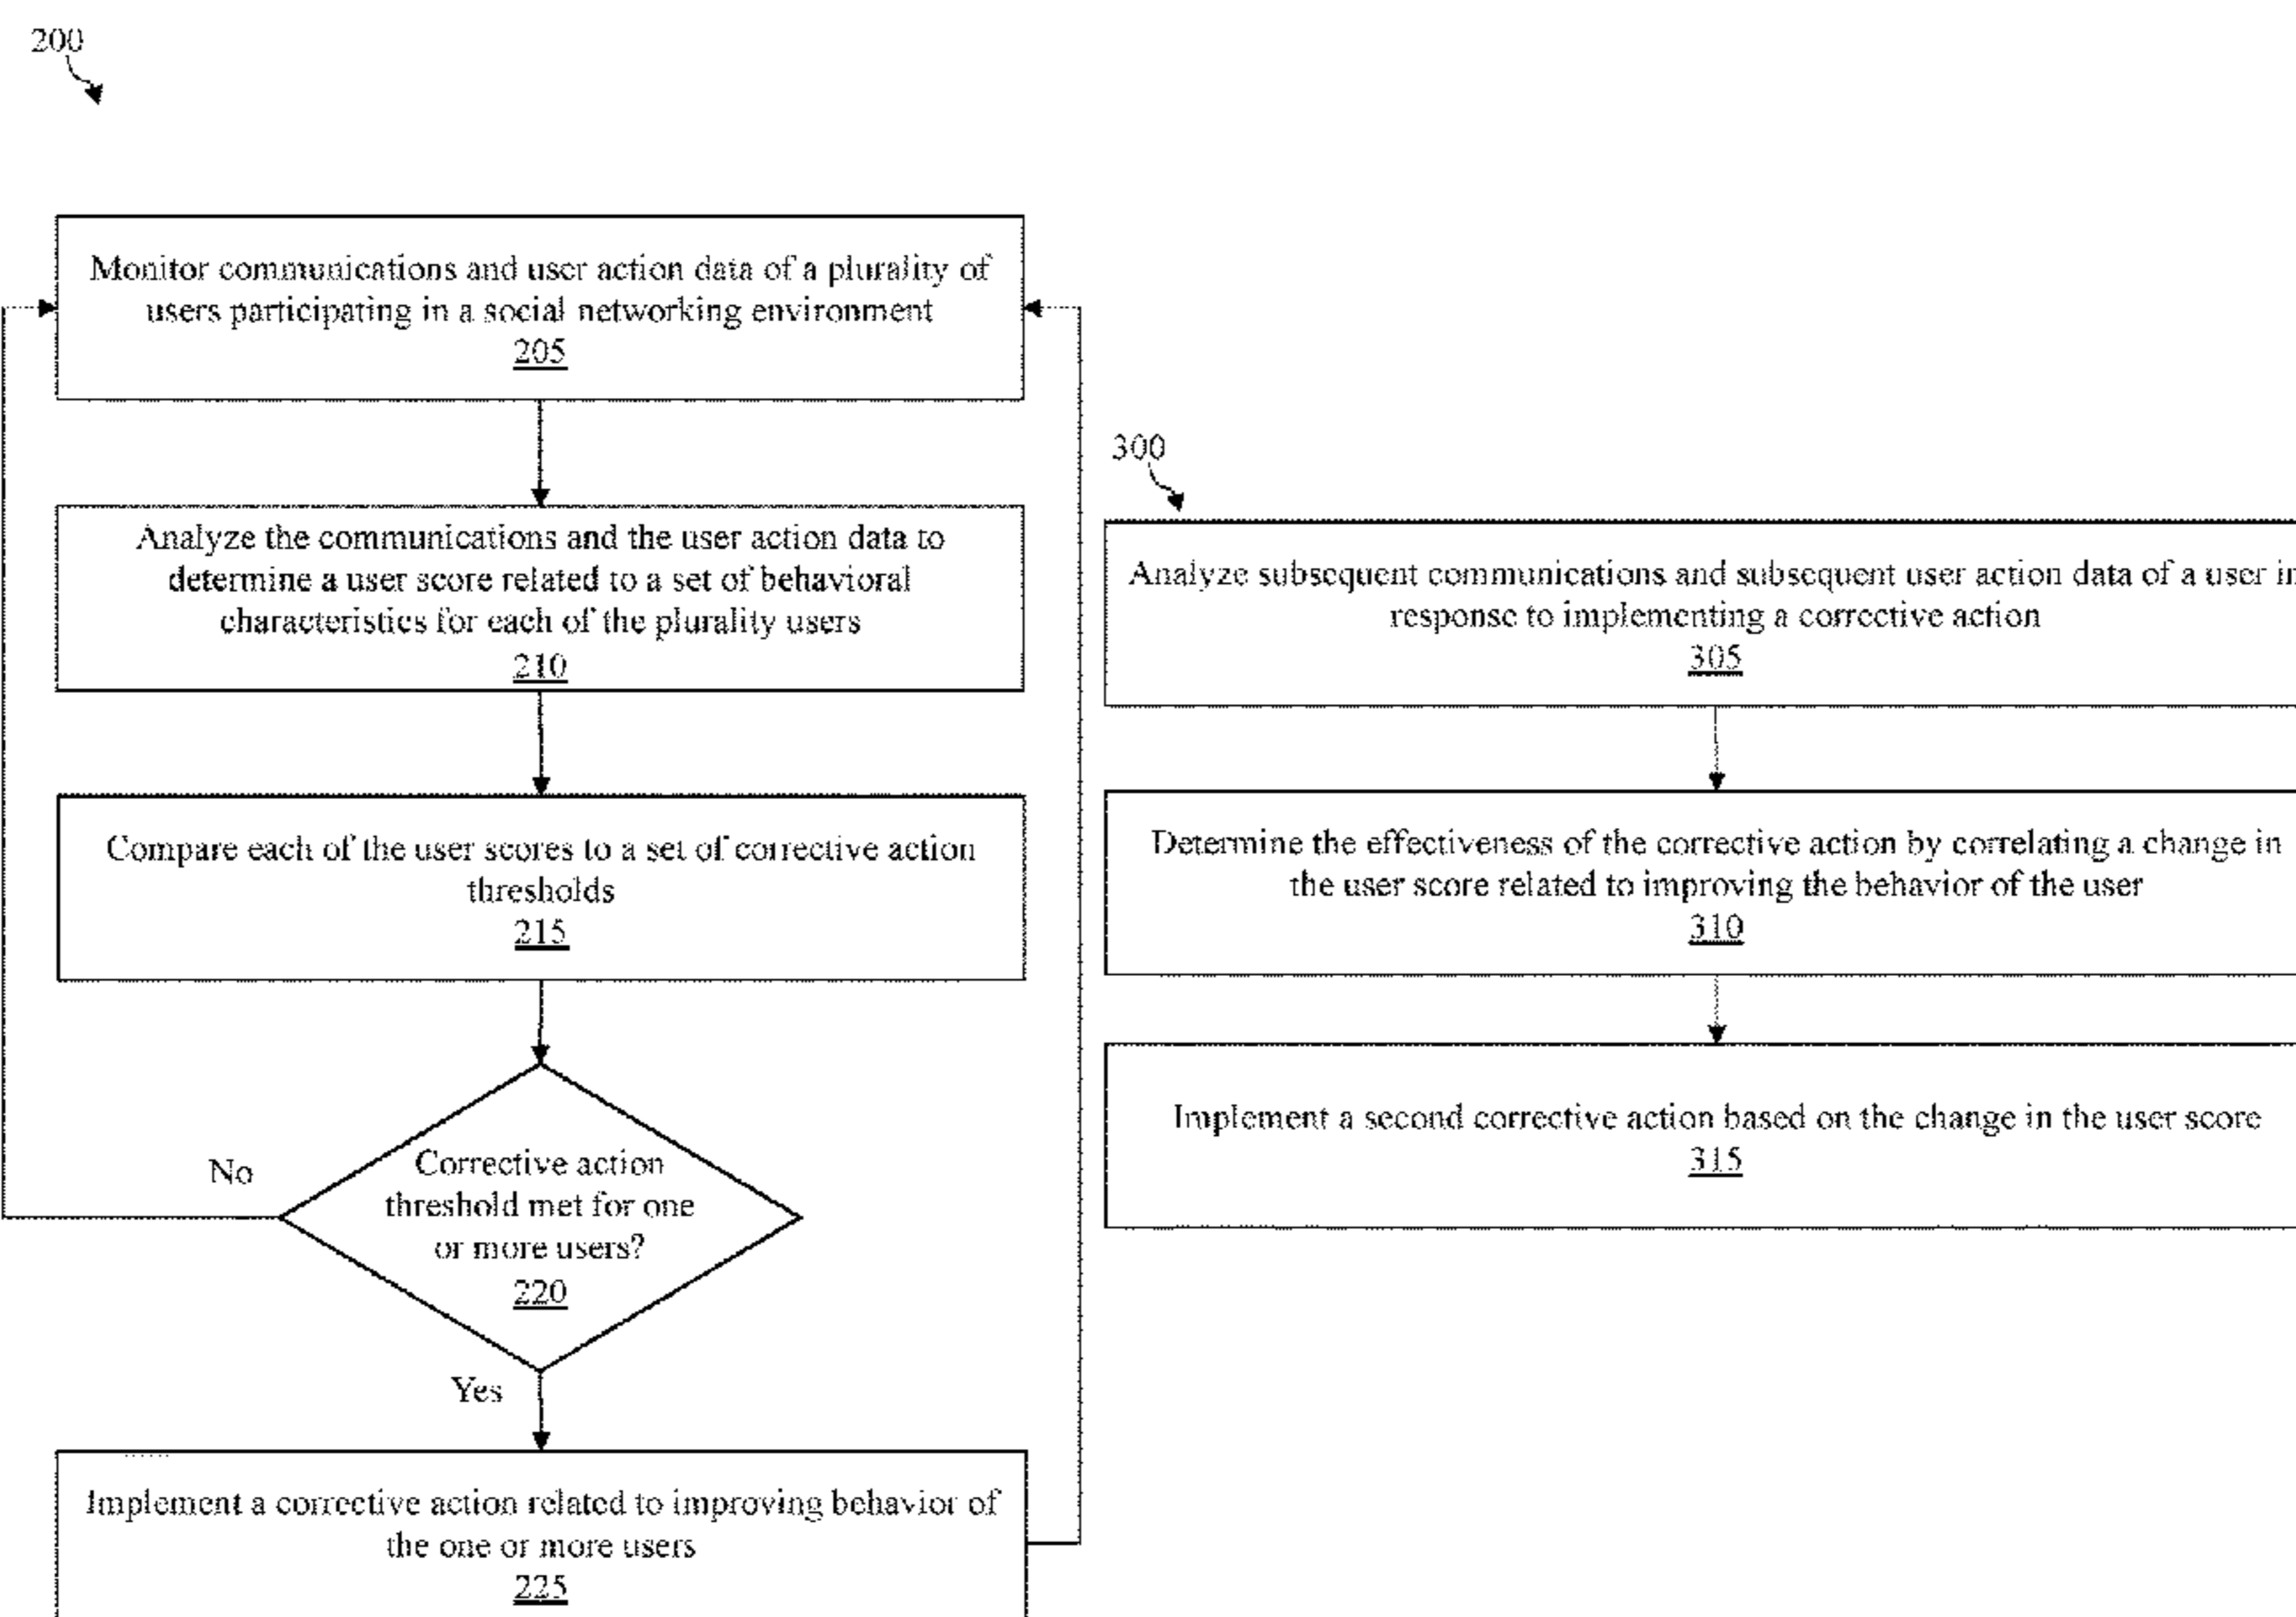 200
Monitor communications and user action data of a plurality of
users participating in a social networking environment
205
Analyze the communications and the user action data to
determine a user score related to a set of behavioral
characteristics for each of the plurality users
210
Compare each of the user scores to a set of corrective action
thresholds
215
No
Corrective action
threshold met for one
or more users?
220
Yes
Implement a corrective action related to improving behavior of
the one or more users
225
300
Analyze subsequent communications and subsequent user action data of a user in
response to implementing a corrective action
305
Determine the effectiveness of the corrective action by correlating a change in
the user score related to improving the behavior of the user
310
Implement a second corrective action based on the change in the user score
315